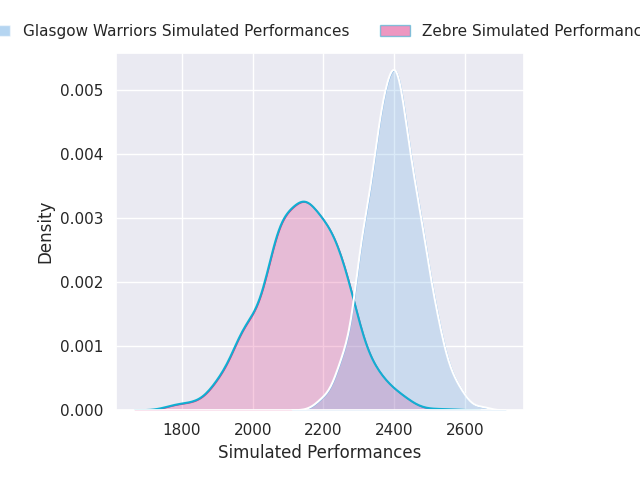 Glasgow Warriors Simulated Performances
Zebre Simulated
0.005
0.004
0.003
0.002
0.001
0.000
Density
1800 2000 2200 2400 2600
Simulated Performances